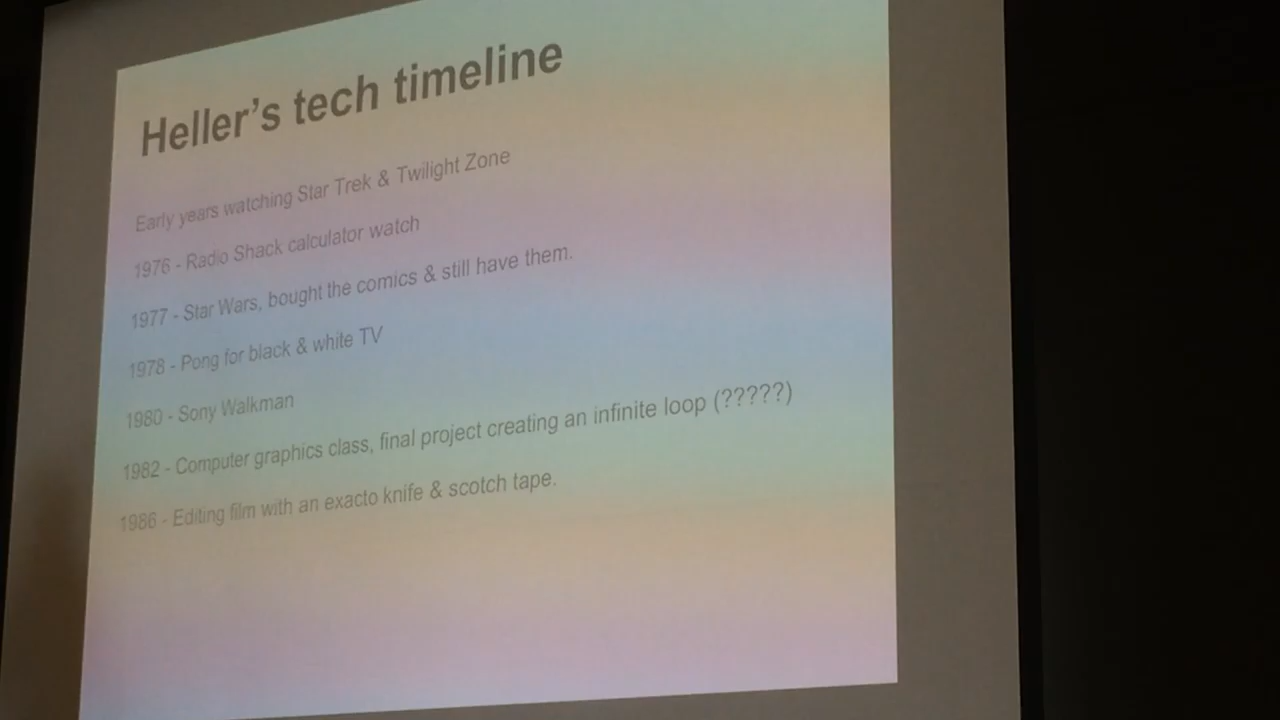 Heller’s tech timeline
Early years watching Star Trek & Twilight Zone
1976 - Radio Shack calculator watch
1977 - Star Wars, bought the comics & still have them.
1978 - Pong for black & white TV
1980 - Sony Walkman
1982 - Computer graphics class, final project creating an infinite loop (?????)
1986 - Editing film with an exacto knife & scotch tape.